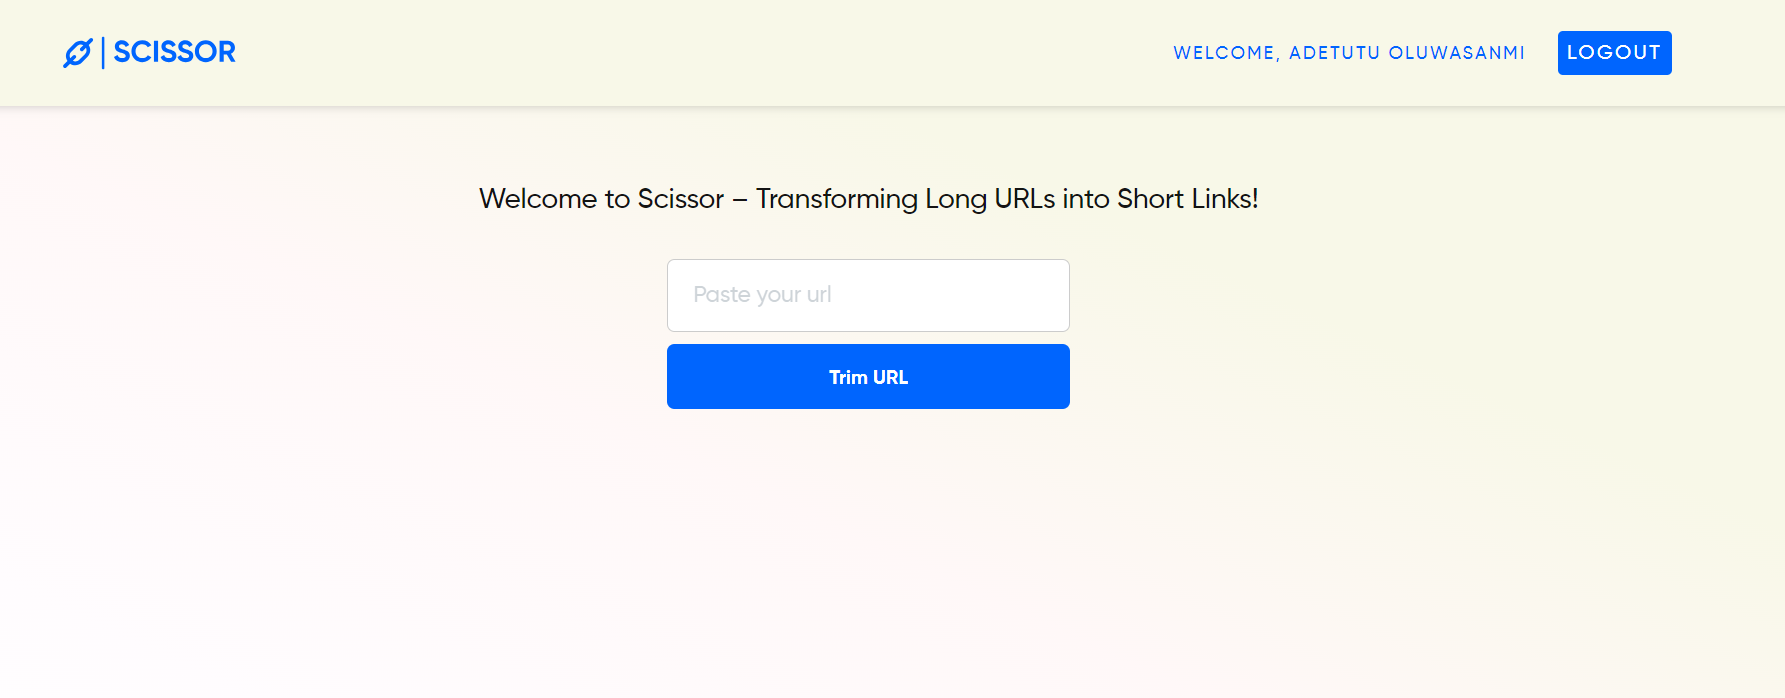 SCISSOR
WELCOME, ADETUTU OLUWASANMI
LOGOUT
Welcome to Scissor – Transforming Long URLs into Short Links!
Paste your url
Trim URL